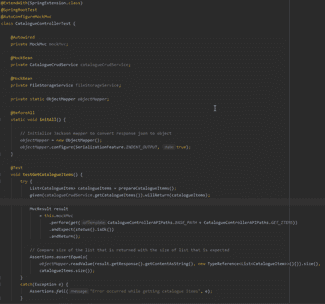 @ExtendWith(SpringExtension.class)
@SpringBootTest
@AutoConfigureMockMvc
class CatalogueControllerTest {
@Autowired
private MockMvc mockMvc;
@MockBean
private CatalogueCrudService catalogueCrudService;
@MockBean
private FileStorageService fileStorageService;
private static ObjectMapper objectMapper;
@BeforeAll
static void initAll() {
// Initialize Jackson mapper to convert response json to object
objectMapper = new ObjectMapper();
objectMapper.configure(SerializationFeature.INDENT_OUTPUT, true);
}
@Test
void testGetCatalogueItems() {
try {
List<CatalogueItem> catalogueItems = prepareCatalogueItems();
given(catalogueCrudService.getCatalogueItems()).willReturn(catalogueItems);
MvcResult result
= this.mockMvc
.perform(get(CatalogueControllerAPIPaths.BASE_PATH + CatalogueControllerAPIPaths.GET_ITEMS))
.andExpect(status().isOk())
.andReturn();
// Compare size of the list that is returned with the size of list that is expected
Assertions.assertEquals(
objectMapper.readValue(result.getResponse().getContentAsString(), new TypeReference<List<CatalogueItem>>(){}).size(),
catalogueItems.size());
}
catch(Exception e) {
Assertions.fail("Error occurred while getting catalogue items", e);
}